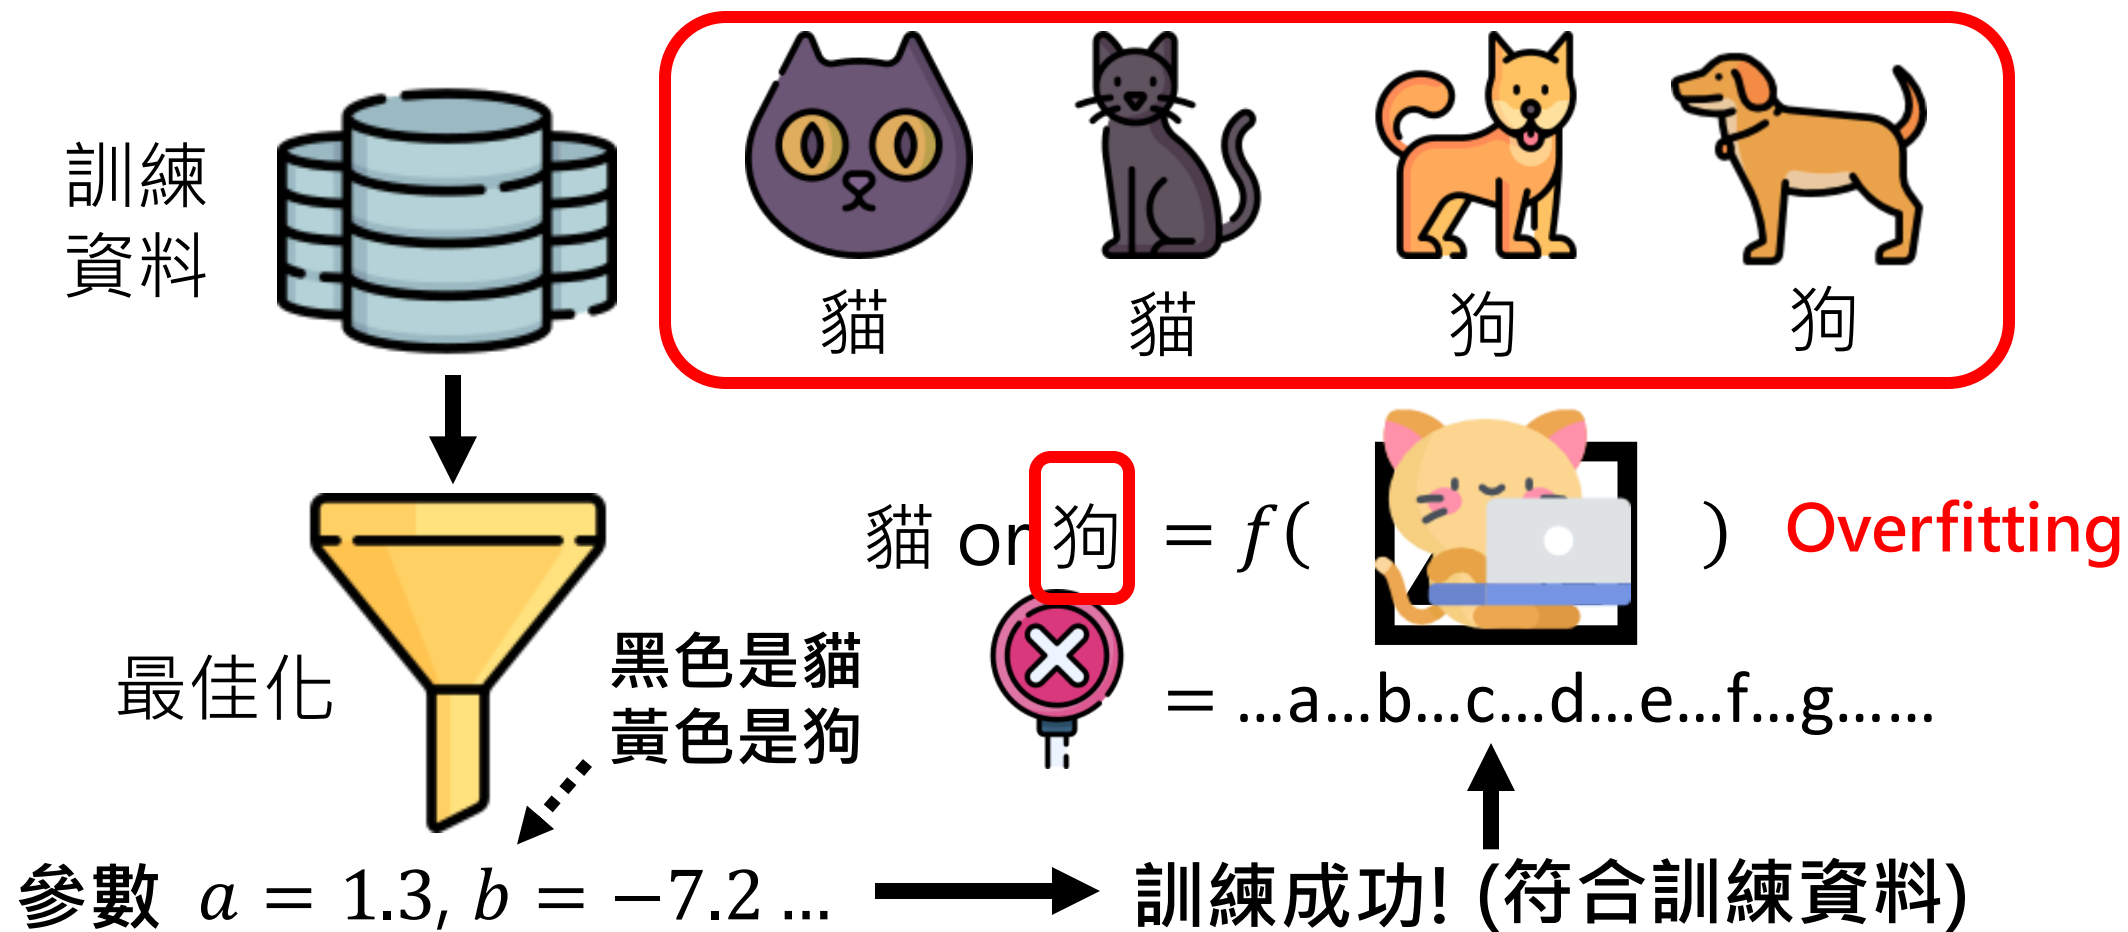 訓練
資料
貓
貓
狗
狗
貓 or 狗 = f( ) Overfitting
= ...a...b...c...d...e...f...g......
最佳化
黑色是貓
黃色是狗
參數 a = 1.3, b = −7.2 ...
訓練成功! (符合訓練資料)